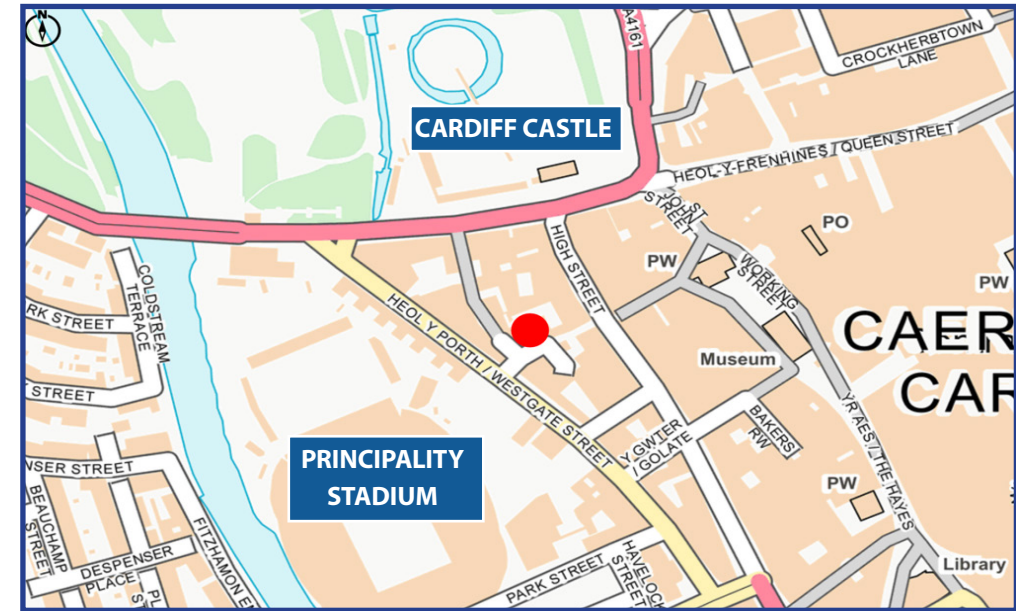 N
A4161
CROCKHERBTOWN
LANE
CARDIFF CASTLE
HEOL-Y-FRENHINES / QUEEN STREET
ST
JOHN
STREET
PO
HIGH STREET
PW
WORKING
STREET
PW
COLDSTREAM
TERRACE
RK STREET
HEOL Y PORTH / WESTGATE STREET
CAER
Museum
CAR
STREET
YR AES / THE HAYES
BAKERS
RW
Y GWTER
/ GOLATE
PRINCIPALITY
STADIUM
NSER STREET
PW
BEAUCHAMP
STREET
FITZHAMON E
DESPENSER
PLACE
PL
ST
PARK STREET
HAVELOCK
STREET
Library